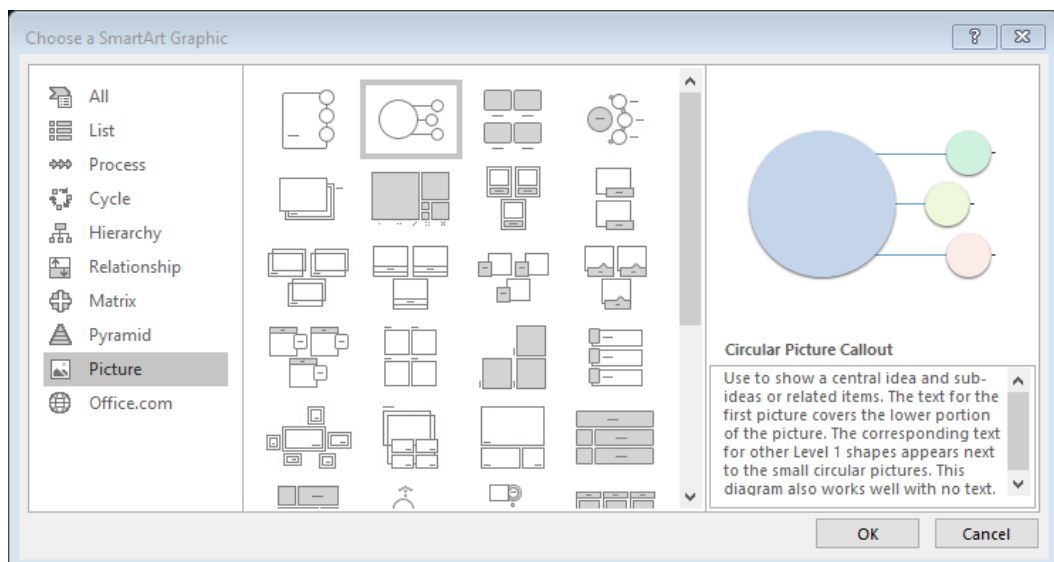 Choose a SmartArt Graphic
All
List
Process
Cycle
Hierarchy
Relationship
Matrix
Pyramid
Picture
Office.com
Circular Picture Callout
Use to show a central idea and sub-
ideas or related items. The text for the
first picture covers the lower portion
of the picture. The corresponding text
for other Level 1 shapes appears next
to the small circular pictures. This
diagram also works well with no text.
OK
Cancel